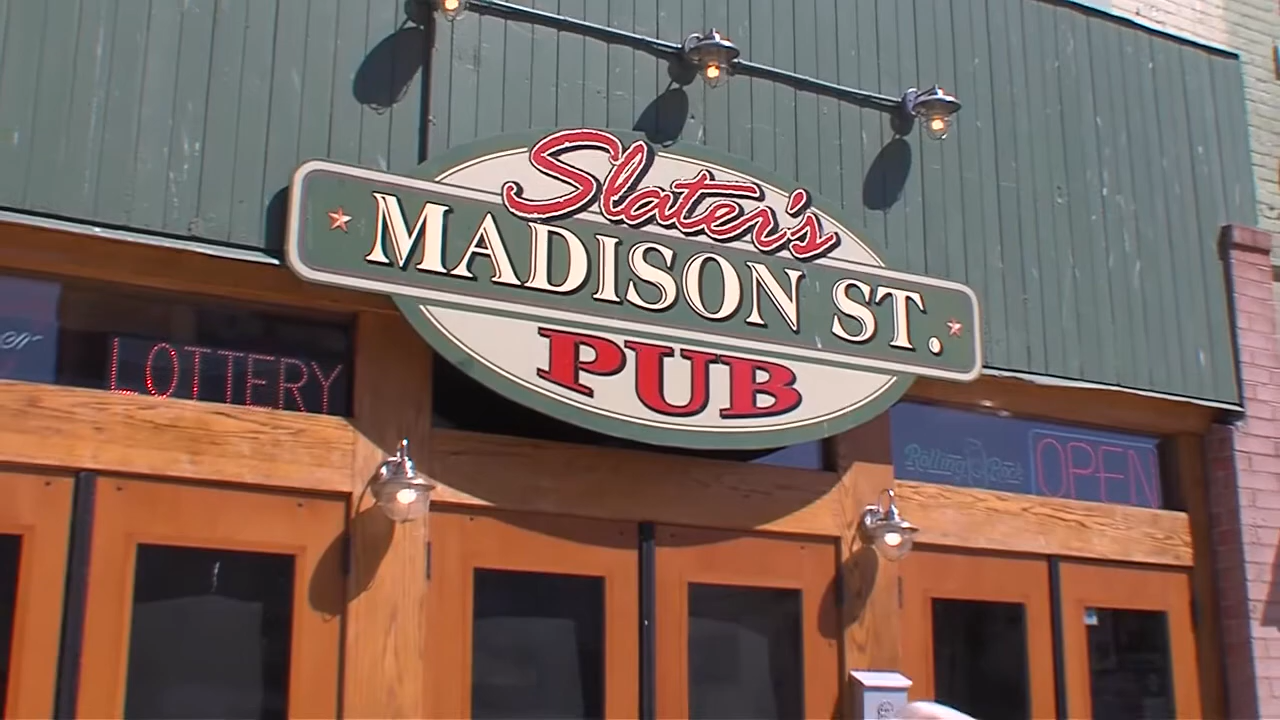 Slater's
MADISON ST.
PUB
LOTTERY
Rolling Rock
OPEN